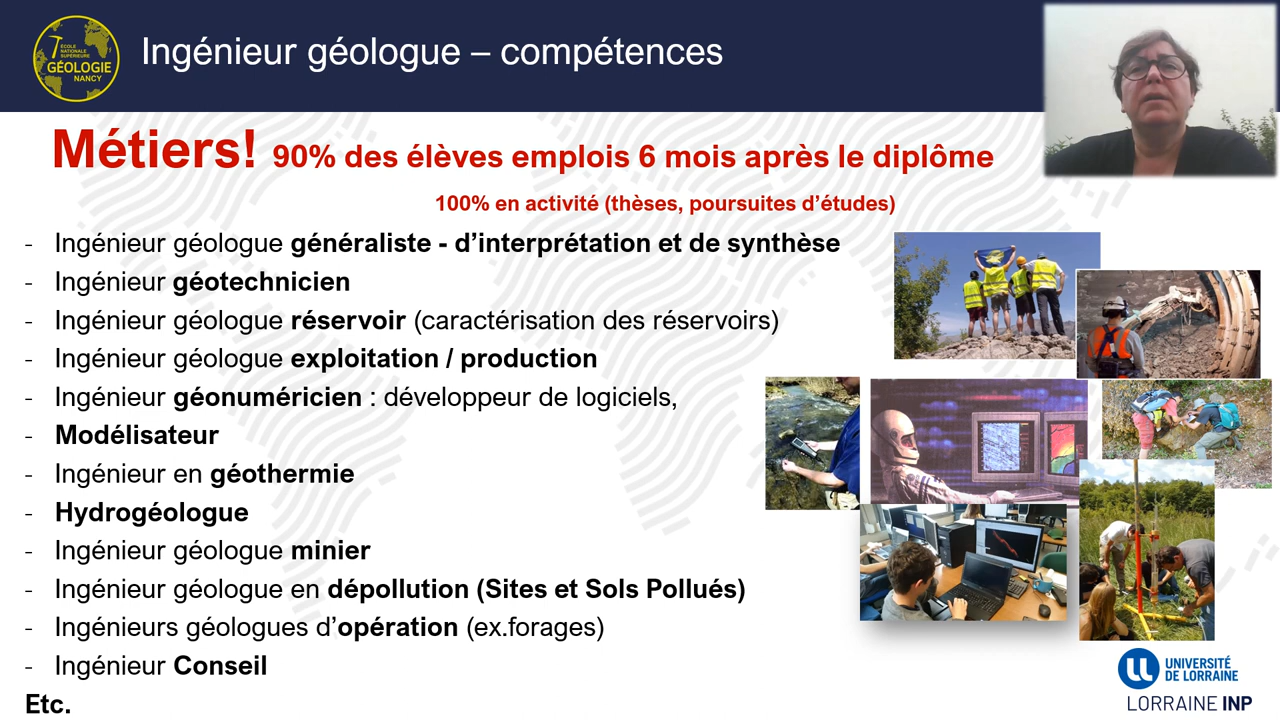 ÉCOLE
NATIONALE
SUPÉRIEURE
GÉOLOGIE
NANCY
Ingénieur géologue – compétences
Métiers! 90% des élèves emplois 6 mois après le diplôme
100% en activité (thèses, poursuites d’études)
- Ingénieur géologue généraliste - d’interprétation et de synthèse
- Ingénieur géotechnicien
- Ingénieur géologue réservoir (caractérisation des réservoirs)
- Ingénieur géologue exploitation / production
- Ingénieur géonuméricien : développeur de logiciels,
- Modélisateur
- Ingénieur en géothermie
- Hydrogéologue
- Ingénieur géologue minier
- Ingénieur géologue en dépollution (Sites et Sols Pollués)
- Ingénieurs géologues d’opération (ex.forages)
- Ingénieur Conseil
Etc.
UNIVERSITÉ
DE LORRAINE
LORRAINE INP